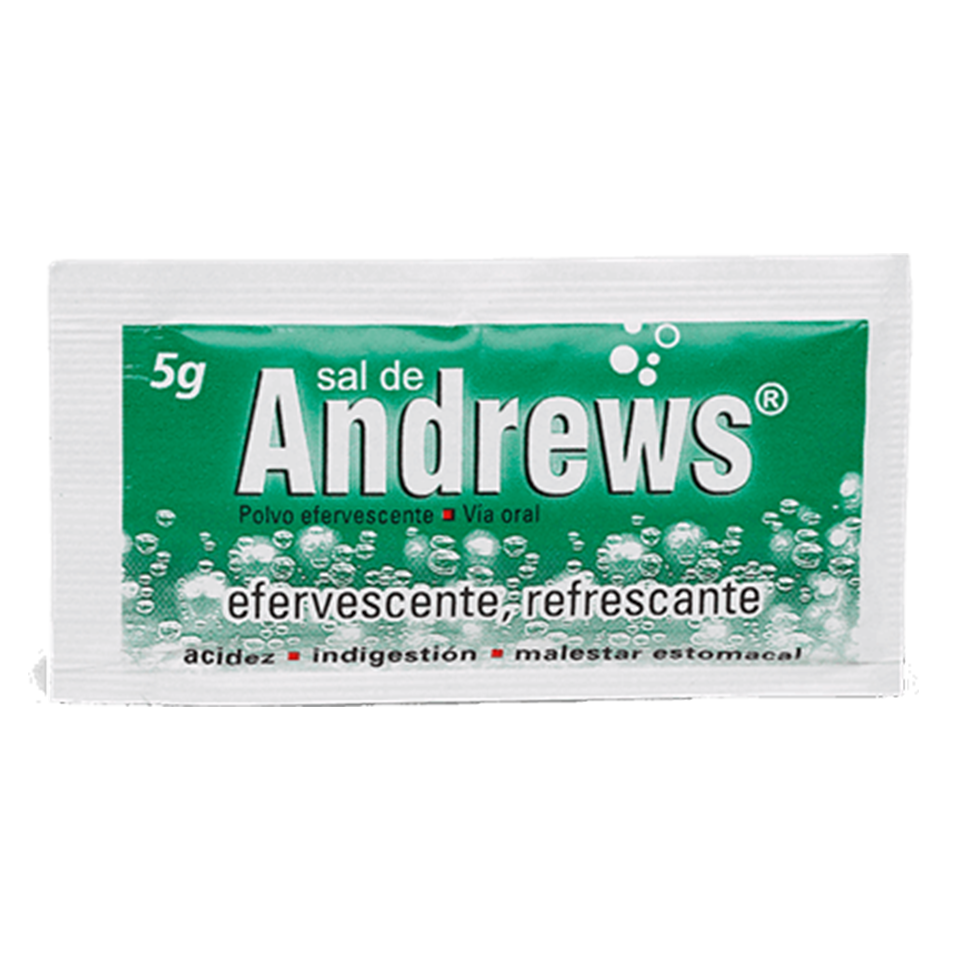 5g
sal de
Andrews®
Polvo efervescente ▪ Vía oral
efervescente, refrescante
acidez ▪ indigestión ▪ malestar estomacal